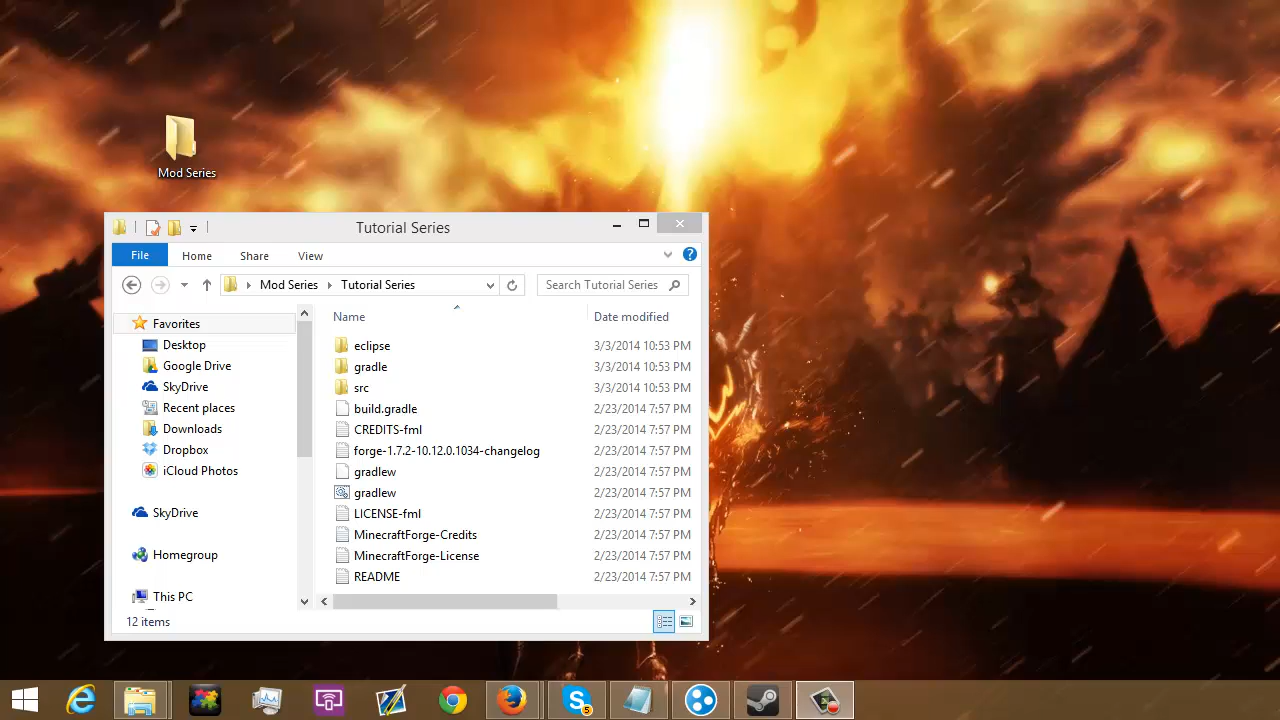 Mod Series
Tutorial Series
File Home Share View
Mod Series Tutorial Series Search Tutorial Series
Name Date modified
Favorites
Desktop
Google Drive
SkyDrive
Recent places
Downloads
Dropbox
iCloud Photos
SkyDrive
Homegroup
This PC
eclipse 3/3/2014 10:53 PM
gradle 3/3/2014 10:53 PM
src 3/3/2014 10:53 PM
build.gradle 2/23/2014 7:57 PM
CREDITS-fml 2/23/2014 7:57 PM
forge-1.7.2-10.12.0.1034-changelog 2/23/2014 7:57 PM
gradlew 2/23/2014 7:57 PM
gradlew 2/23/2014 7:57 PM
LICENSE-fml 2/23/2014 7:57 PM
MinecraftForge-Credits 2/23/2014 7:57 PM
MinecraftForge-License 2/23/2014 7:57 PM
README 2/23/2014 7:57 PM
12 items
5